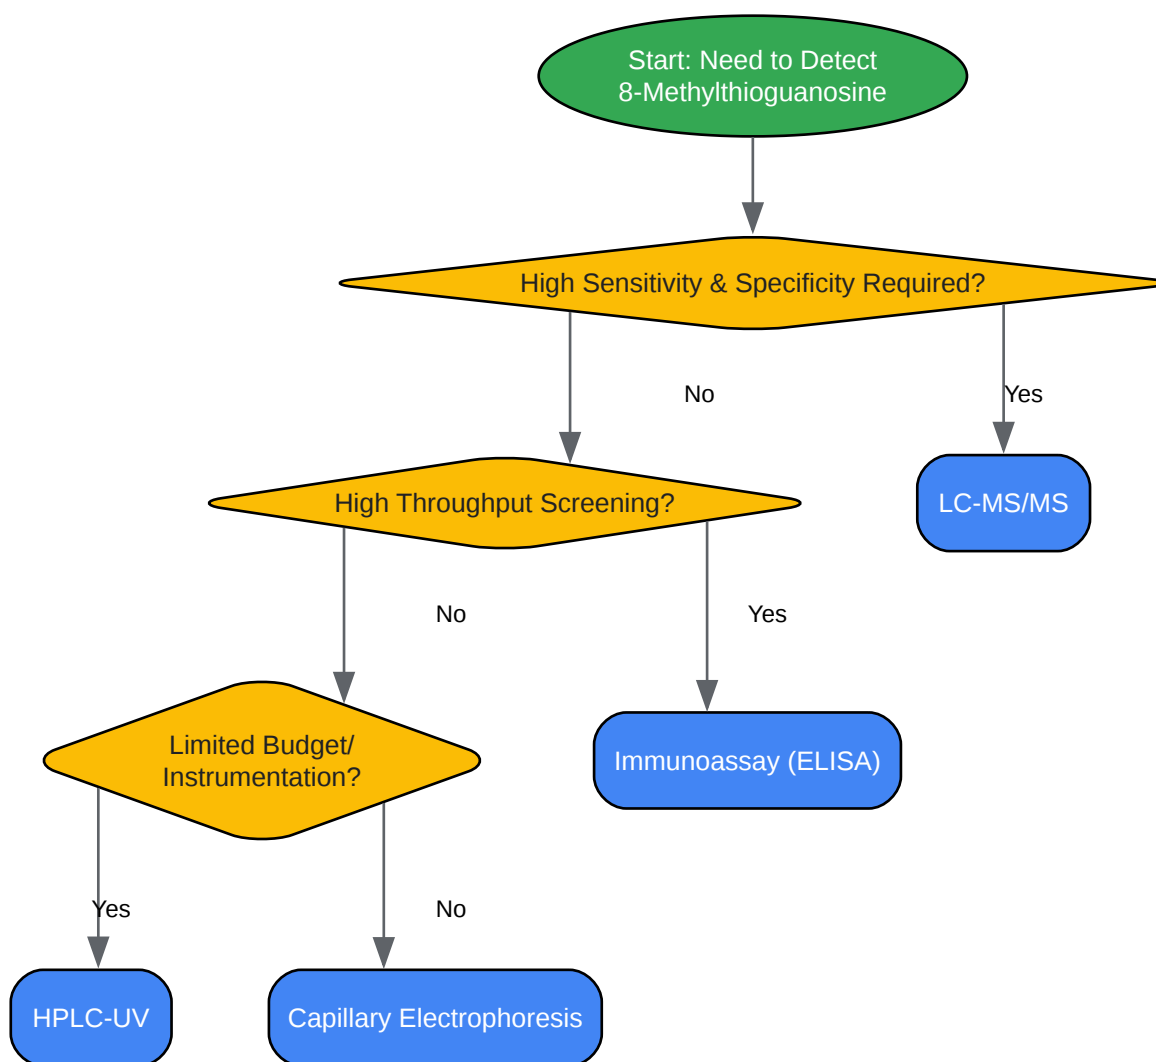 Start: Need to Detect
8-Methylthioguanosine
High Sensitivity & Specificity Required?
No
Yes
High Throughput Screening?
LC-MS/MS
No
Yes
Limited Budget/
Instrumentation?
Immunoassay (ELISA)
Yes
No
HPLC-UV
Capillary Electrophoresis